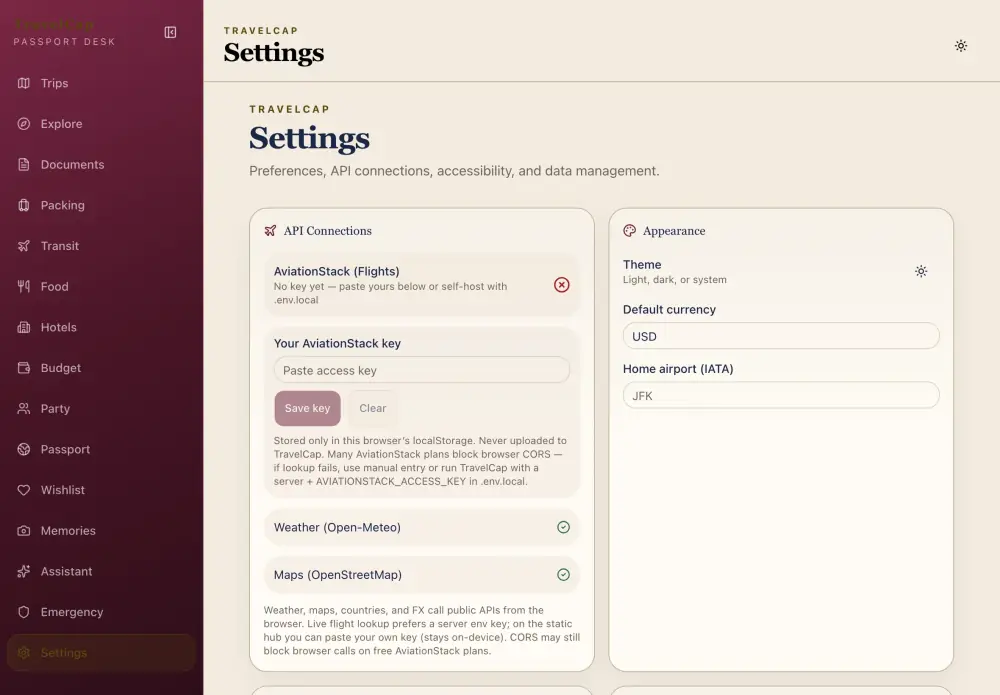 TravelCap
PASSPORT DESK
Trips
Explore
Documents
Packing
Transit
Food
Hotels
Budget
Party
Passport
Wishlist
Memories
Assistant
Emergency
Settings
TRAVELCAP
Settings
TRAVELCAP
Settings
Preferences, API connections, accessibility, and data management.
API Connections
AviationStack (Flights)
No key yet — paste yours below or self-host with
.env.local
Your AviationStack key
Paste access key
Save key
Clear
Stored only in this browser's localStorage. Never uploaded to
TravelCap. Many AviationStack plans block browser CORS —
if lookup fails, use manual entry or run TravelCap with a
server + AVIATIONSTACK_ACCESS_KEY in .env.local.
Weather (Open-Meteo)
Maps (OpenStreetMap)
Weather, maps, countries, and FX call public APIs from the
browser. Live flight lookup prefers a server env key; on the static
hub you can paste your own key (stays on-device). CORS may still
block browser calls on free AviationStack plans.
Appearance
Theme
Light, dark, or system
Default currency
USD
Home airport (IATA)
JFK